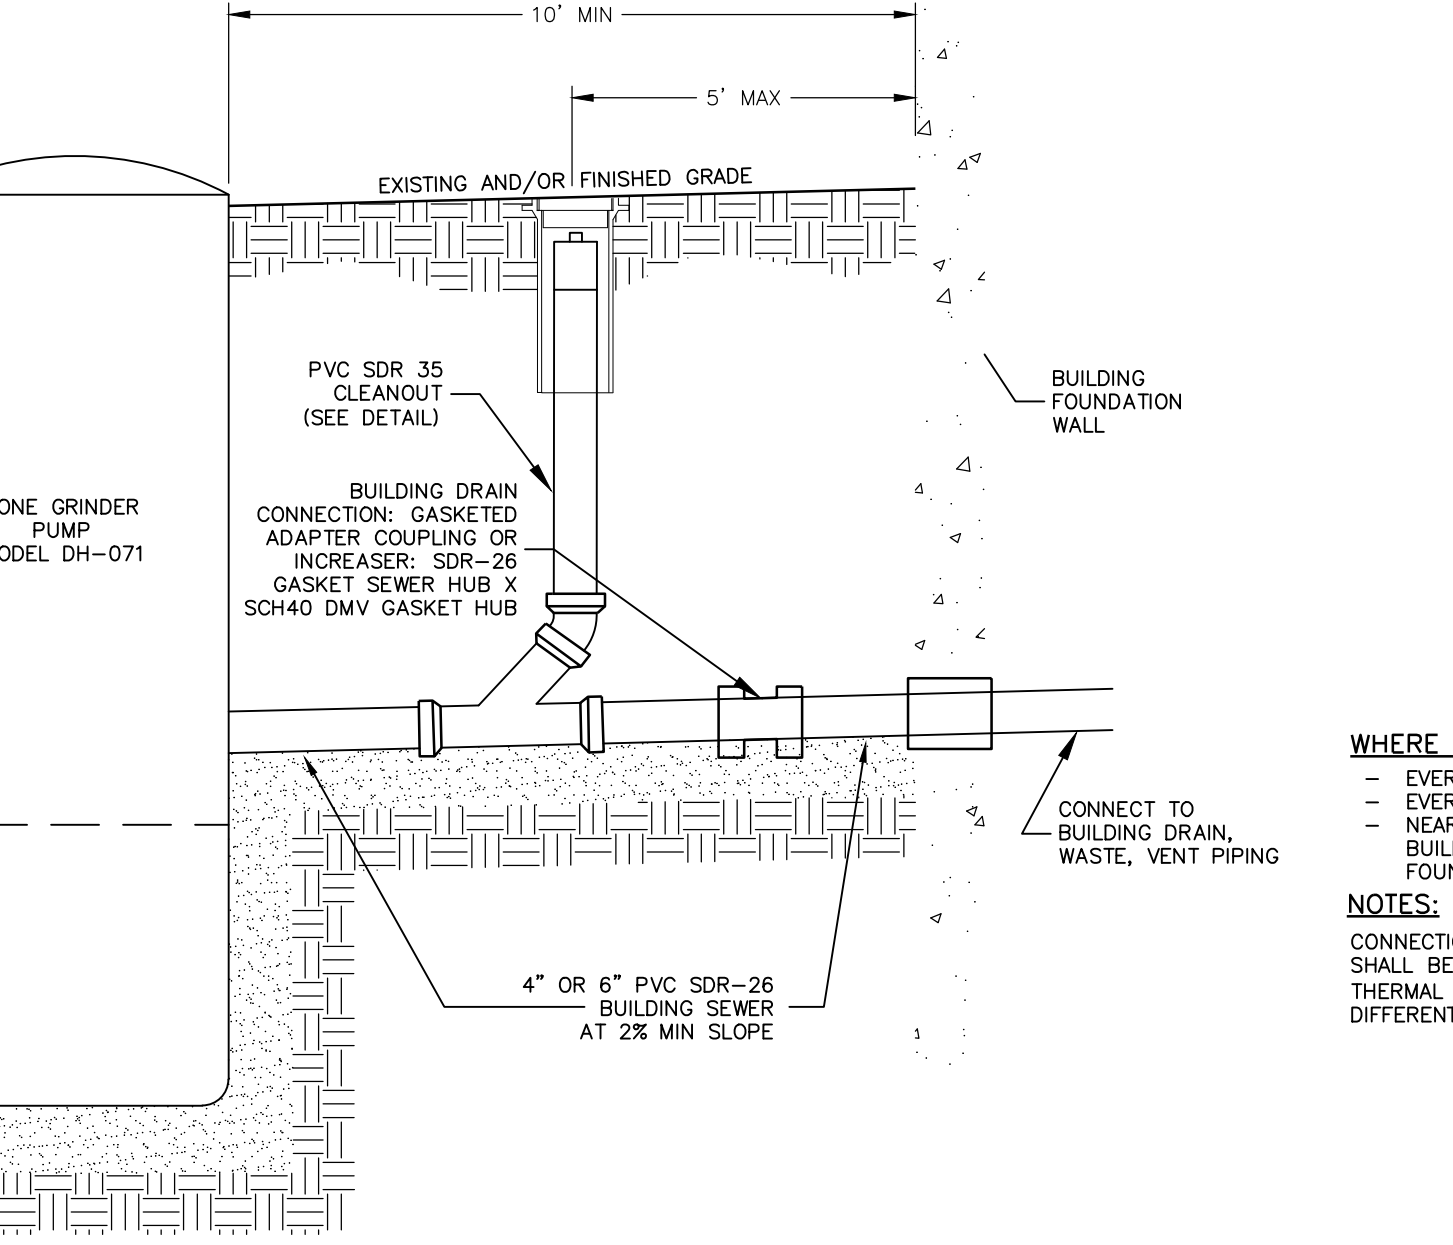 10' MIN
5' MAX
EXISTING AND/OR FINISHED GRADE
PVC SDR 35
CLEANOUT
(SEE DETAIL)
BUILDING
FOUNDATION
WALL
BUILDING DRAIN
CONNECTION: GASKETED
ADAPTER COUPLING OR
INCREASER: SDR-26
GASKET SEWER HUB X
SCH40 DMV GASKET HUB
ONE GRINDER
PUMP
ODEL DH-071
CONNECT TO
BUILDING DRAIN,
WASTE, VENT PIPING
4" OR 6" PVC SDR-26
BUILDING SEWER
AT 2% MIN SLOPE
WHERE
- EVER
- EVER
- NEAR
BUIL
FOUN
NOTES:
CONNECTI
SHALL BE
THERMAL
DIFFERENT